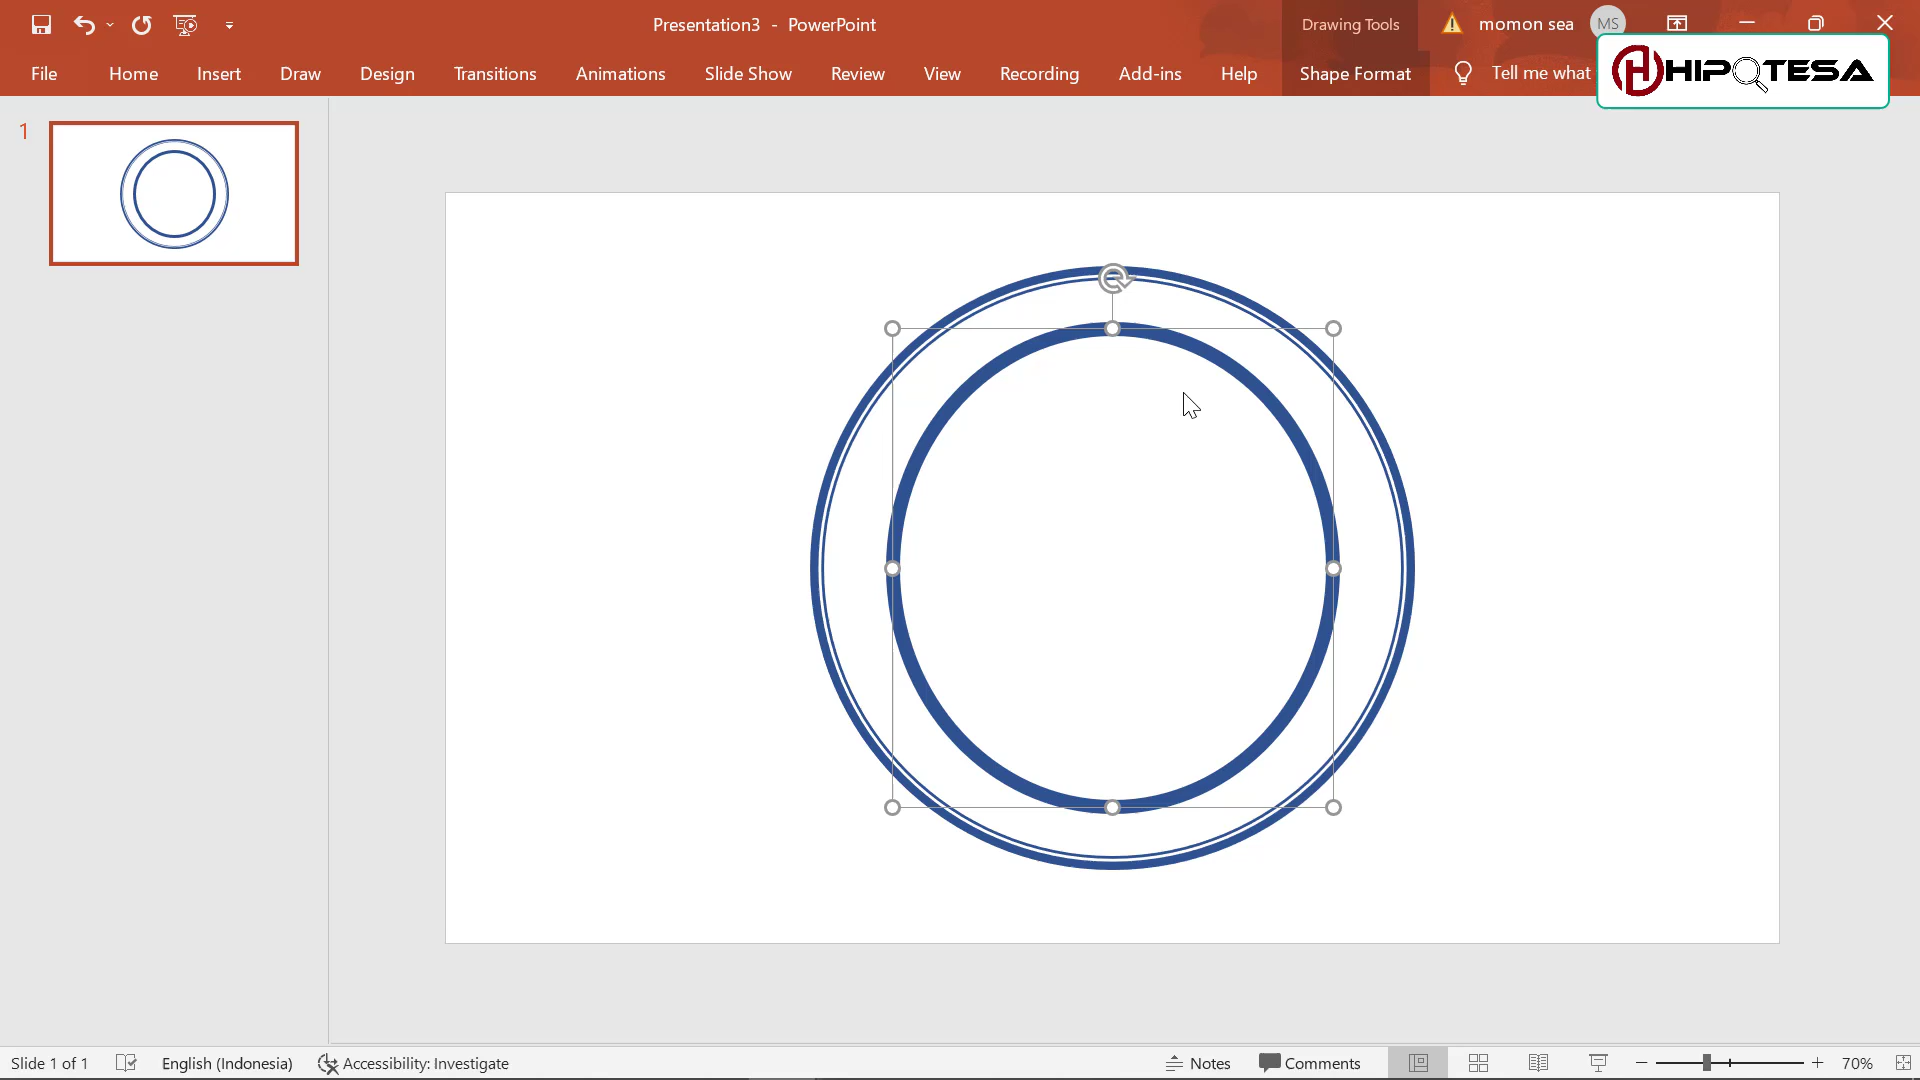 Presentation3 - PowerPoint
Drawing Tools
momon sea
MS
File
Home
Insert
Draw
Design
Transitions
Animations
Slide Show
Review
View
Recording
Add-ins
Help
Shape Format
Tell me what
HIPOTESA
1
Slide 1 of 1
English (Indonesia)
Accessibility: Investigate
Notes
Comments
70%